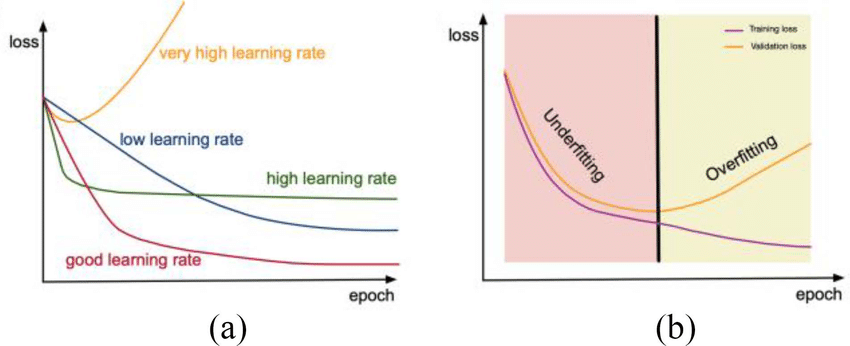 loss
very high learning rate
low learning rate
high learning rate
good learning rate
epoch
(a)
loss
Training loss
Validation loss
Underfitting
Overfitting
epoch
(b)